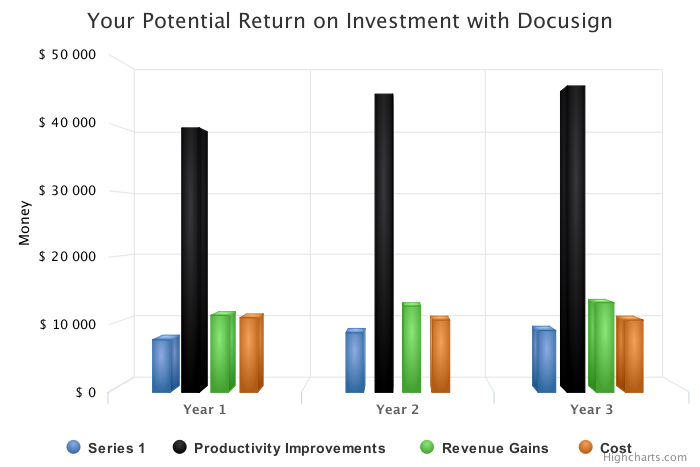 Your Potential Return on Investment with Docusign
$ 50 000
$ 40 000
$ 30 000
$ 20 000
$ 10 000
$ 0
Money
Year 1
Year 2
Year 3
Series 1
Productivity Improvements
Revenue Gains
Cost
Highcharts.com